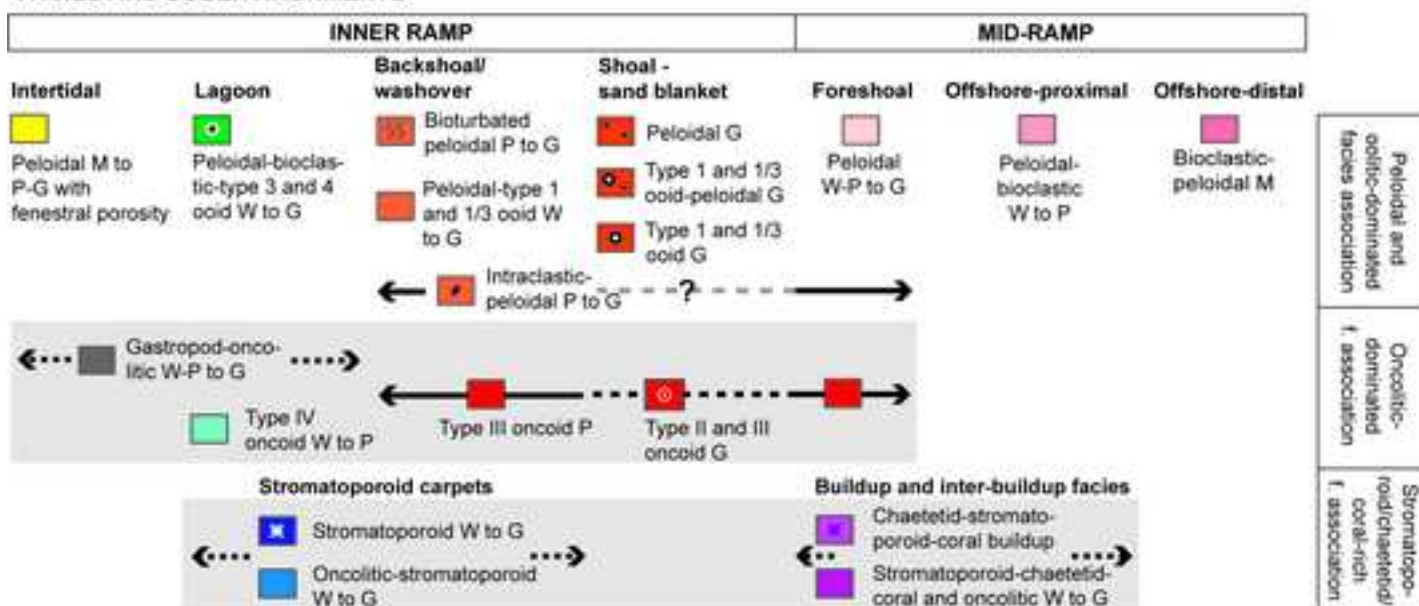 INNER RAMP
MID-RAMP
Intertidal
Lagoon
Backshoal/
washover
Shoal -
sand blanket
Foreshoal
Offshore-proximal
Offshore-distal
Peloidal M to
P-G with
fenestral porosity
Peloidal-bioclas-
tic-type 3 and 4
ooid W to G
Bioturbated
peloidal P to G
Peloidal-type 1
and 1/3 ooid W
to G
Peloidal G
Type 1 and 1/3
ooid-peloidal G
Type 1 and 1/3
ooid G
Peloidal
W-P to G
Peloidal-
bioclastic
W to P
Bioclastic-
peloidal M
Intraclastic-
peloidal P to G
?
Peloidal and
oolitic-dominated
facies association
Gastropod-onco-
litic W-P to G
Type IV
oncoid W to P
Type III oncoid P
Type II and III
oncoid G
Oncolitic-
dominated
f. association
Stromatoporoid carpets
Stromatoporoid W to G
Oncolitic-stromatoporoid
W to G
Buildup and inter-buildup facies
Chaetetid-stromato-
poroid-coral buildup
Stromatoporoid-chaetetid-
coral and oncolitic W to G
Stromatopo-
roid/chaetetid/
coral-rich
f. association